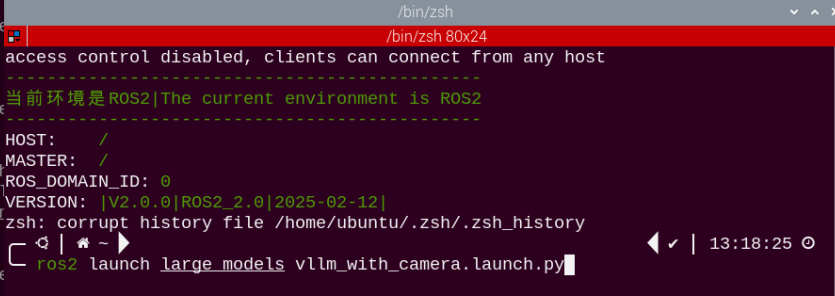 /bin/zsh
/bin/zsh 80x24
access control disabled, clients can connect from any host
----------------------------------------------
当前环境是ROS2|The current environment is ROS2
----------------------------------------------
HOST: /
MASTER: /
ROS_DOMAIN_ID: 0
VERSION: |V2.0.0|ROS2_2.0|2025-02-12|
zsh: corrupt history file /home/ubuntu/.zsh/.zsh_history
~ ✔ 13:18:25
ros2 launch large_models vllm_with_camera.launch.py